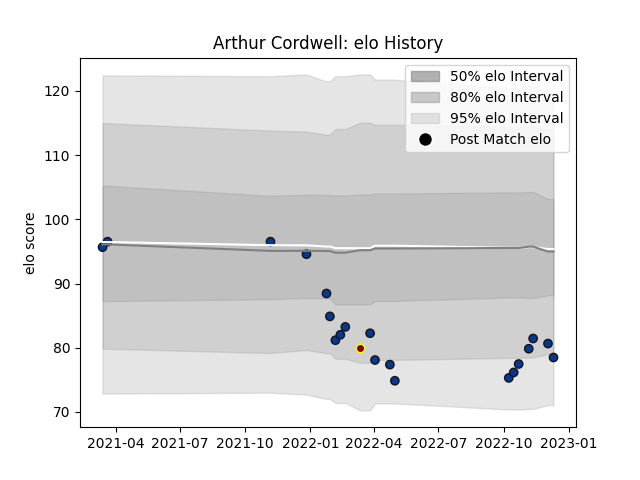 Arthur Cordwell: elo History
50% elo Interval
80% elo Interval
95% elo Interval
Post Match elo
elo score
120
110
100
90
80
70
2021-04 2021-07 2021-10 2022-01 2022-04 2022-07 2022-10 2023-01